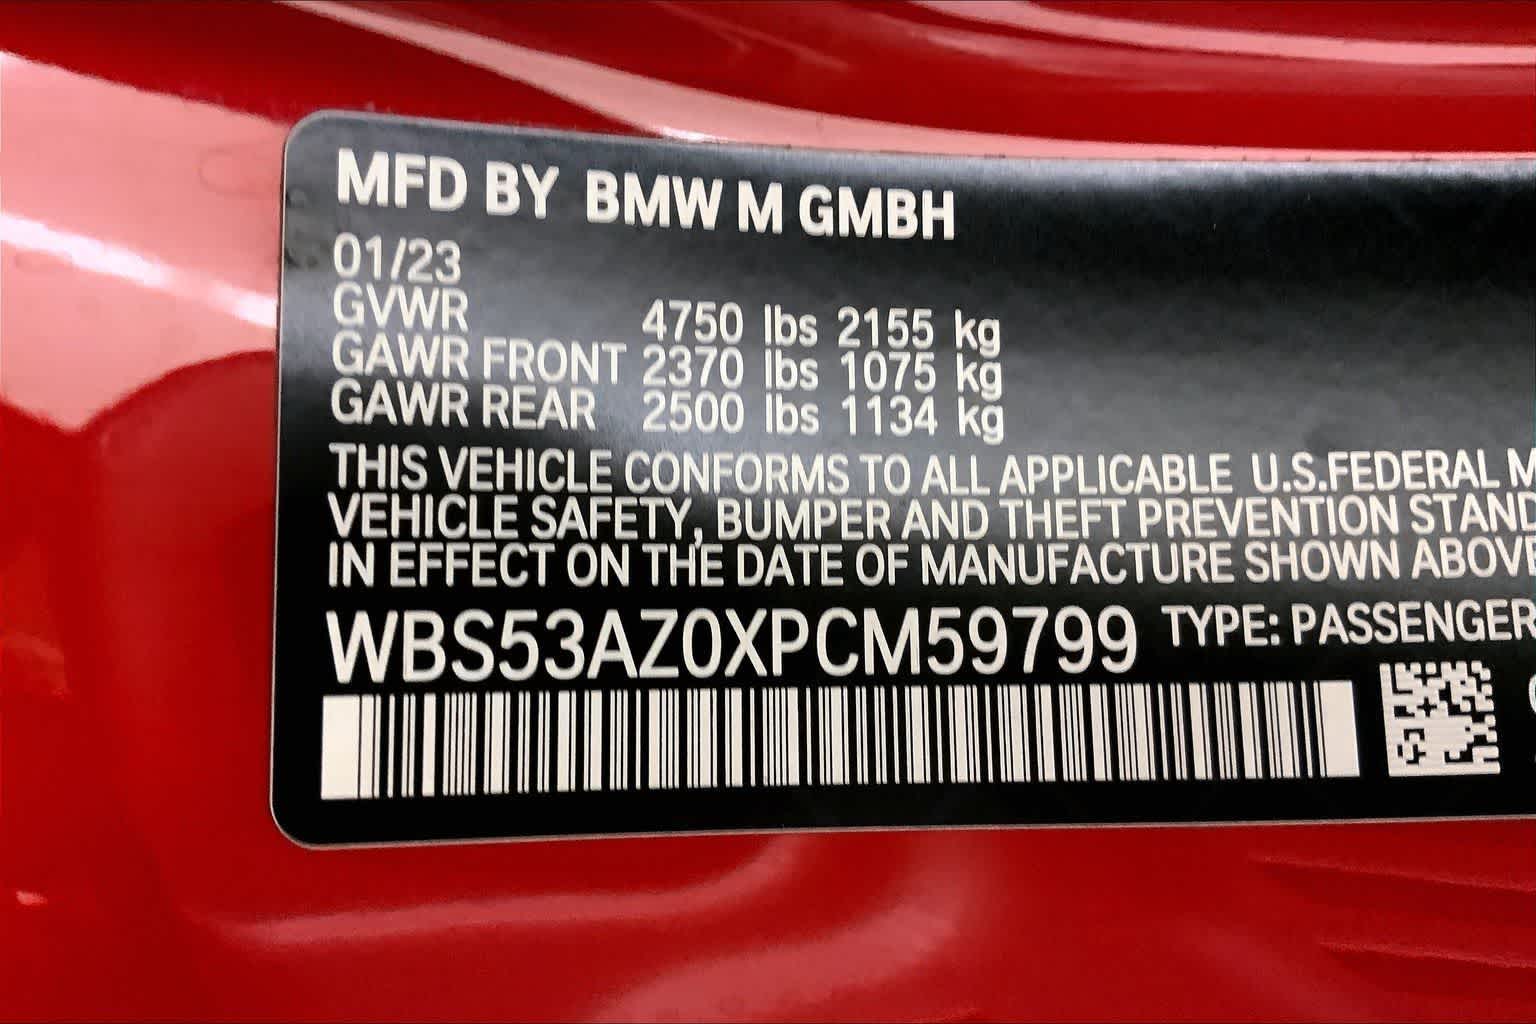 MFD BY BMW M GMBH
01/23
GVWR 4750 lbs 2155 kg
GAWR FRONT 2370 lbs 1075 kg
GAWR REAR 2500 lbs 1134 kg
THIS VEHICLE CONFORMS TO ALL APPLICABLE U.S.FEDERAL M
VEHICLE SAFETY, BUMPER AND THEFT PREVENTION STAND
IN EFFECT ON THE DATE OF MANUFACTURE SHOWN ABOVE
WBS53AZ0XPCM59799 TYPE: PASSENGER